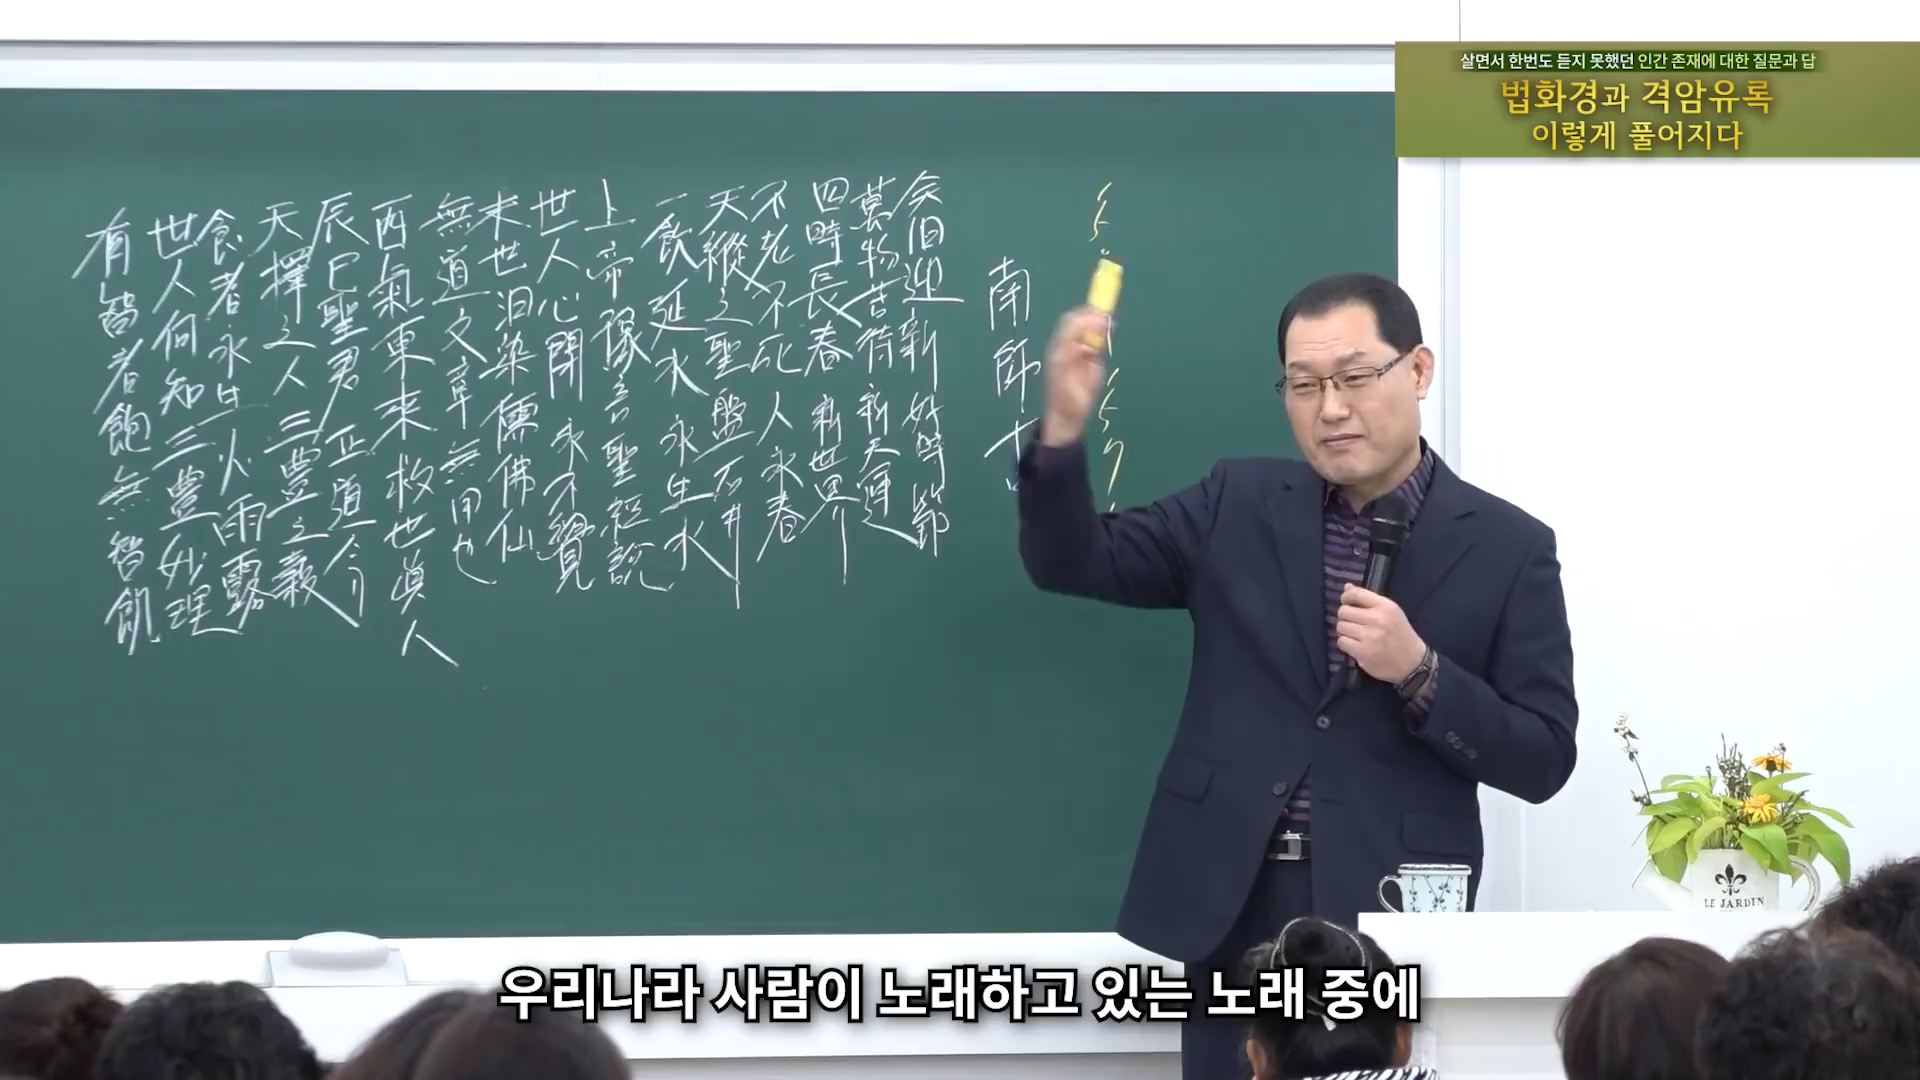 살면서 한번도 듣지 못했던 인간 존재에 대한 질문과 답
법화경과 격암유록
이렇게 풀어지다
南師古
送舊迎新 好時節
萬物苦待 新天運
四時長春 新世界
不老不死 人永春
天縱之聖 盤石井
一飮延水 永生水
上帝豫言 聖經說
世人心閉 永不覺
末世汨染 儒佛仙
無道文章 無用也
西氣東來 救世眞人
辰巳聖君 正道令
天擇之人 三豊之穀
食者永生 火雨露
世人何知 三豊妙理
有智者飽 無智飢
LE JARDIN
우리나라 사람이 노래하고 있는 노래 중에